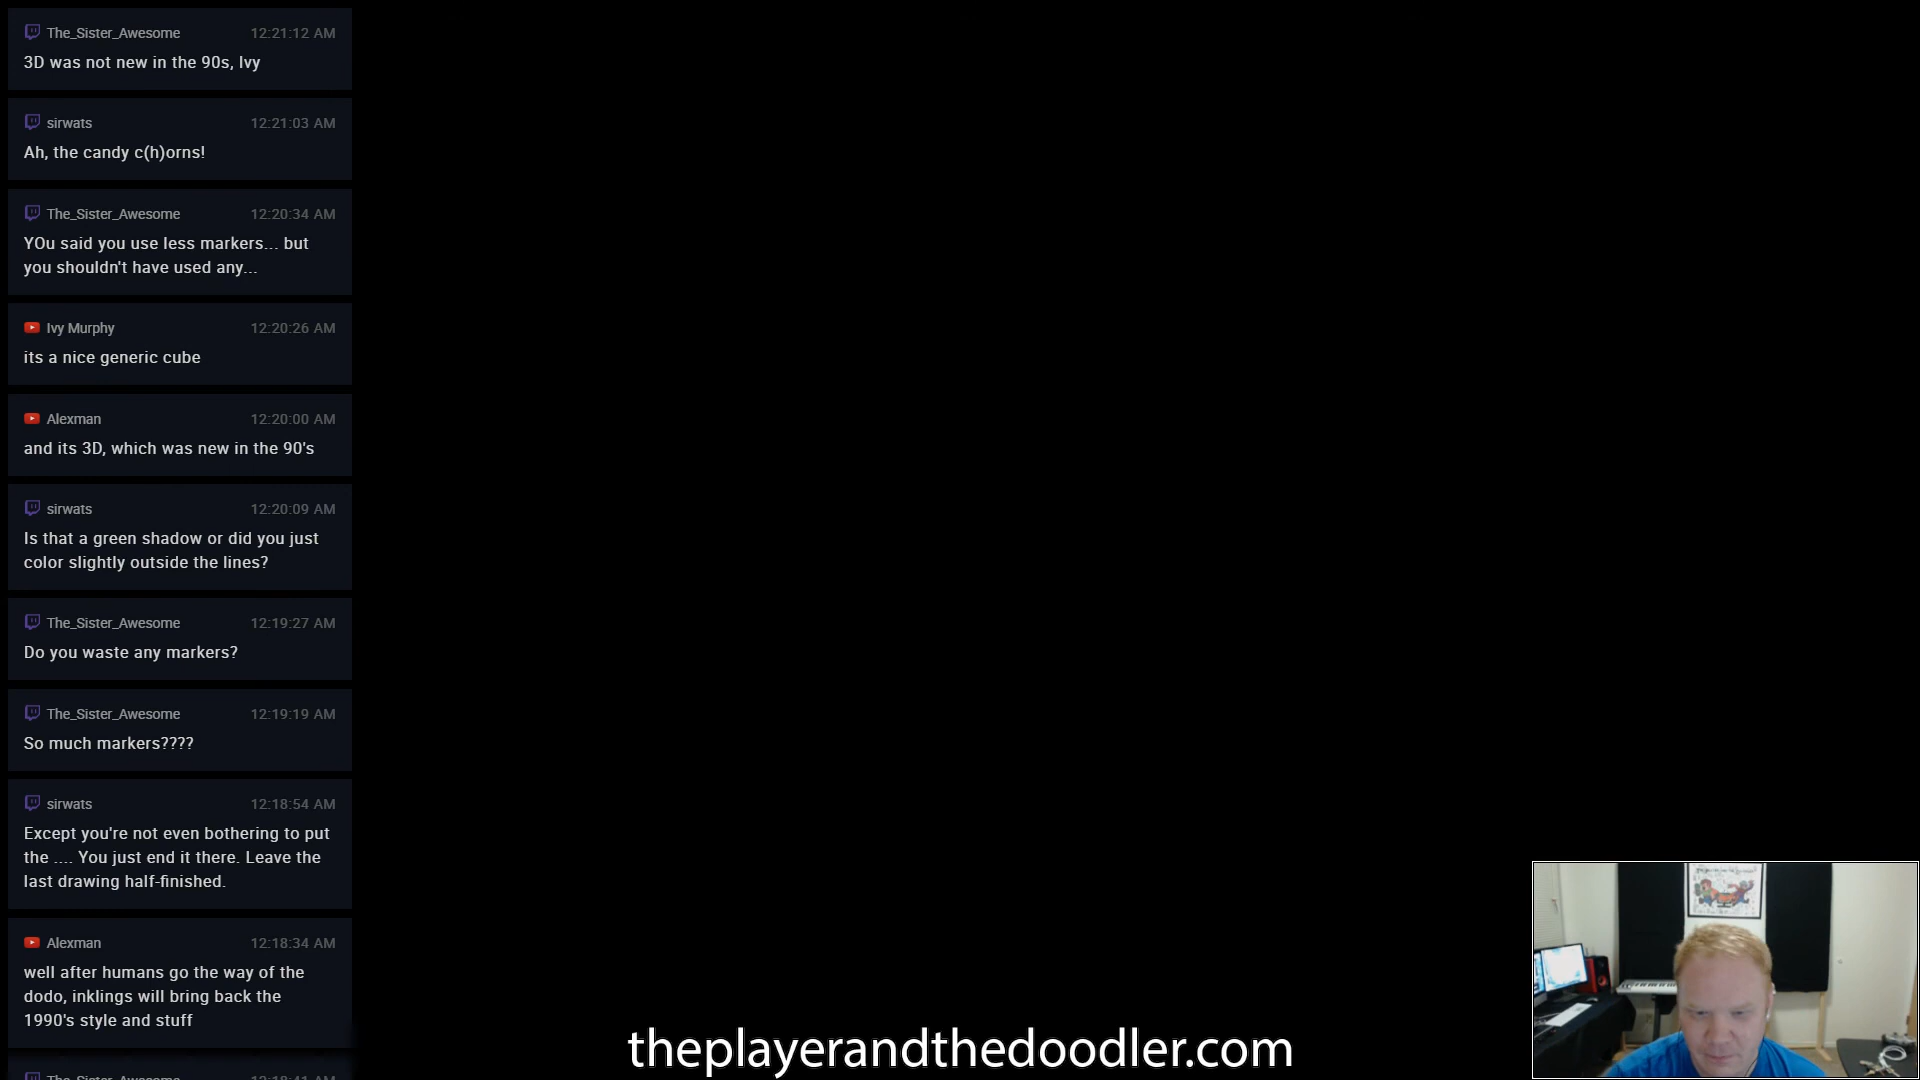 The_Sister_Awesome 12:21:12 AM
3D was not new in the 90s, Ivy
sirwats 12:21:03 AM
Ah, the candy c(h)orns!
The_Sister_Awesome 12:20:34 AM
YOu said you use less markers... but
you shouldn't have used any...
Ivy Murphy 12:20:26 AM
its a nice generic cube
Alexman 12:20:00 AM
and its 3D, which was new in the 90's
sirwats 12:20:09 AM
Is that a green shadow or did you just
color slightly outside the lines?
The_Sister_Awesome 12:19:27 AM
Do you waste any markers?
The_Sister_Awesome 12:19:19 AM
So much markers????
sirwats 12:18:54 AM
Except you're not even bothering to put
the .... You just end it there. Leave the
last drawing half-finished.
Alexman 12:18:34 AM
well after humans go the way of the
dodo, inklings will bring back the
1990's style and stuff
The_Sister_Awesome 12:18:41 AM
theplayerandthedoodler.com